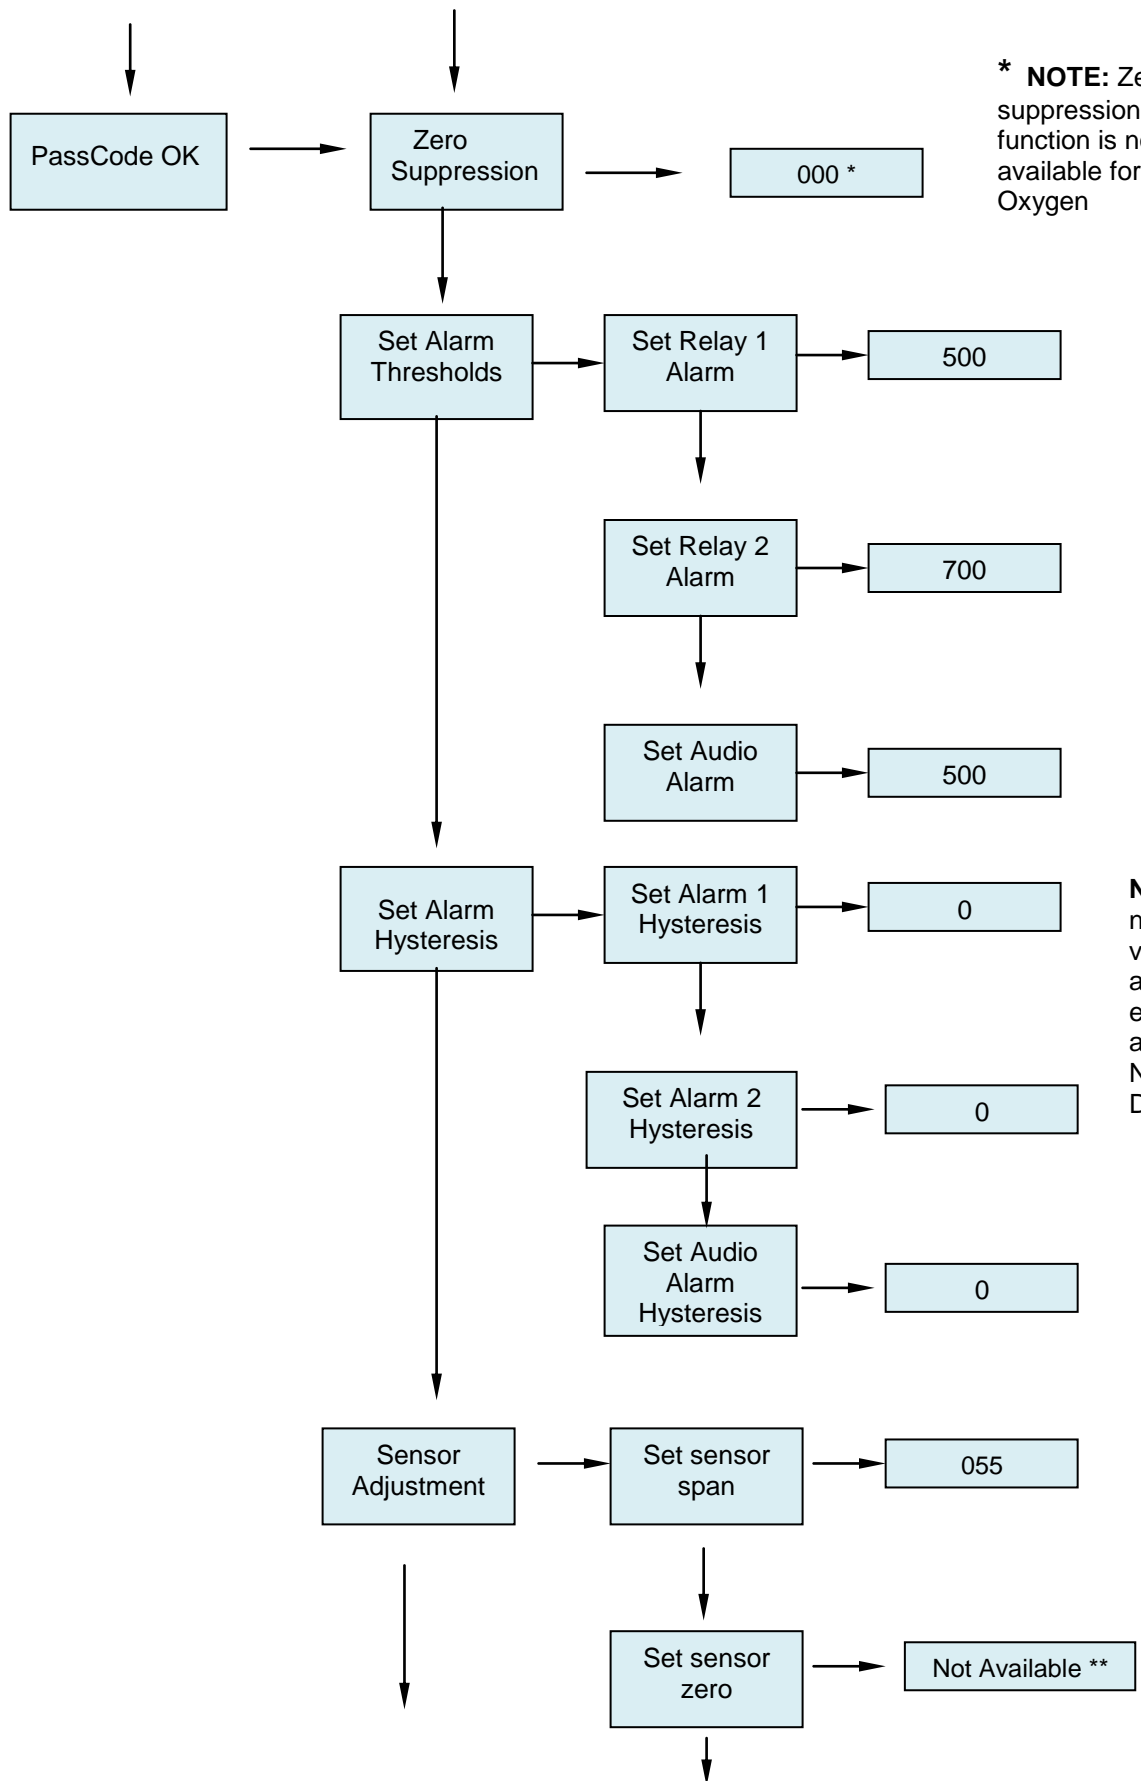 * NOTE:
suppression
function is
available for
Oxygen
PassCode OK
Zero
Suppression
000 *
Set Alarm
Thresholds
Set Relay 1
Alarm
500
Set Relay 2
Alarm
700
Set Audio
Alarm
500
Set Alarm
Hysteresis
Set Alarm 1
Hysteresis
0
Set Alarm 2
Hysteresis
0
Set Audio
Alarm
Hysteresis
0
Sensor
Adjustment
Set sensor
span
055
Set sensor
zero
Not Available **